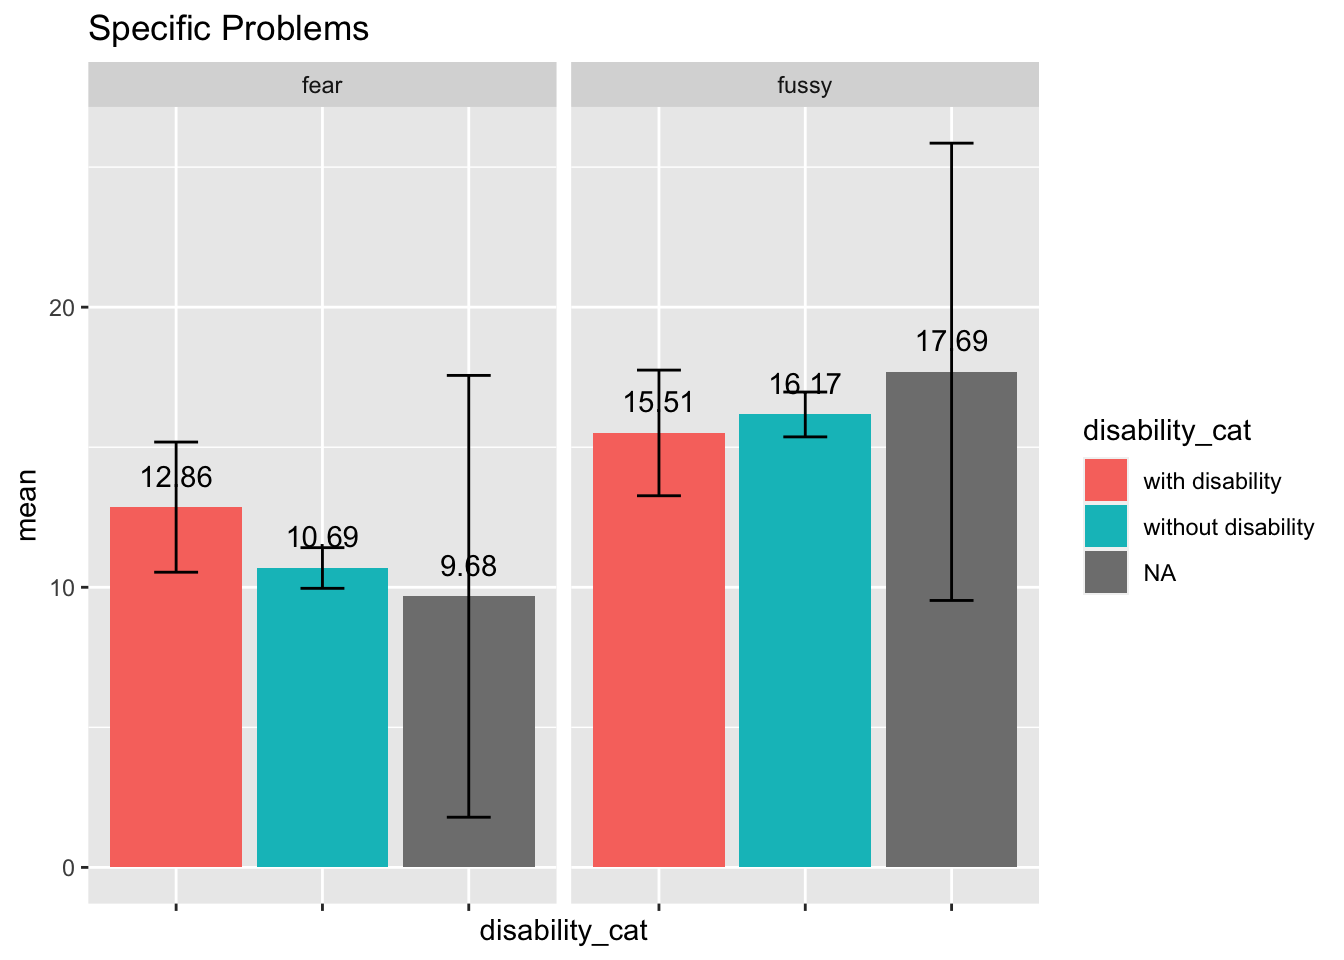 Specific Problems
fear
fussy
20
10
0
mean
12.86
10.69
9.68
15.51
16.17
17.69
disability_cat
disability_cat
with disability
without disability
NA